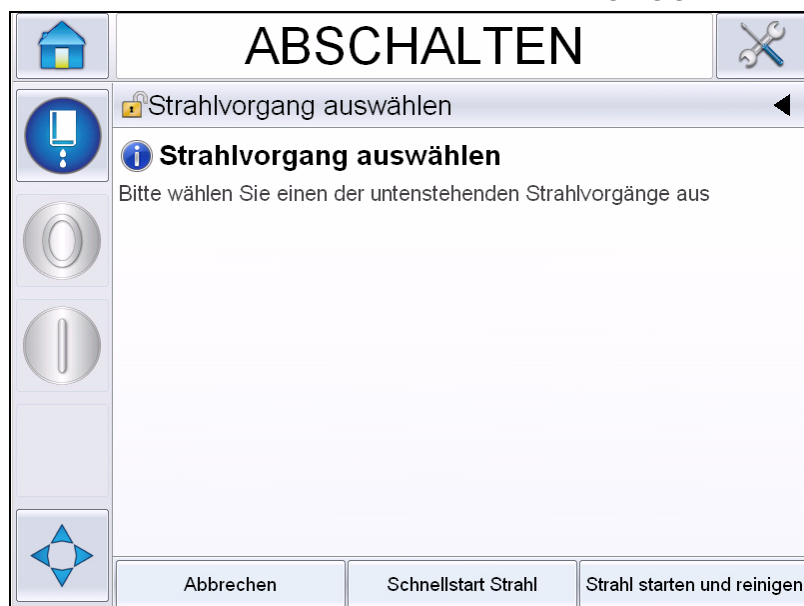 ABSCHALTEN
Strahlvorgang auswählen
Strahlvorgang auswählen
Bitte wählen Sie einen der untenstehenden Strahlvorgänge aus
Abbrechen
Schnellstart Strahl
Strahl starten und reinigen